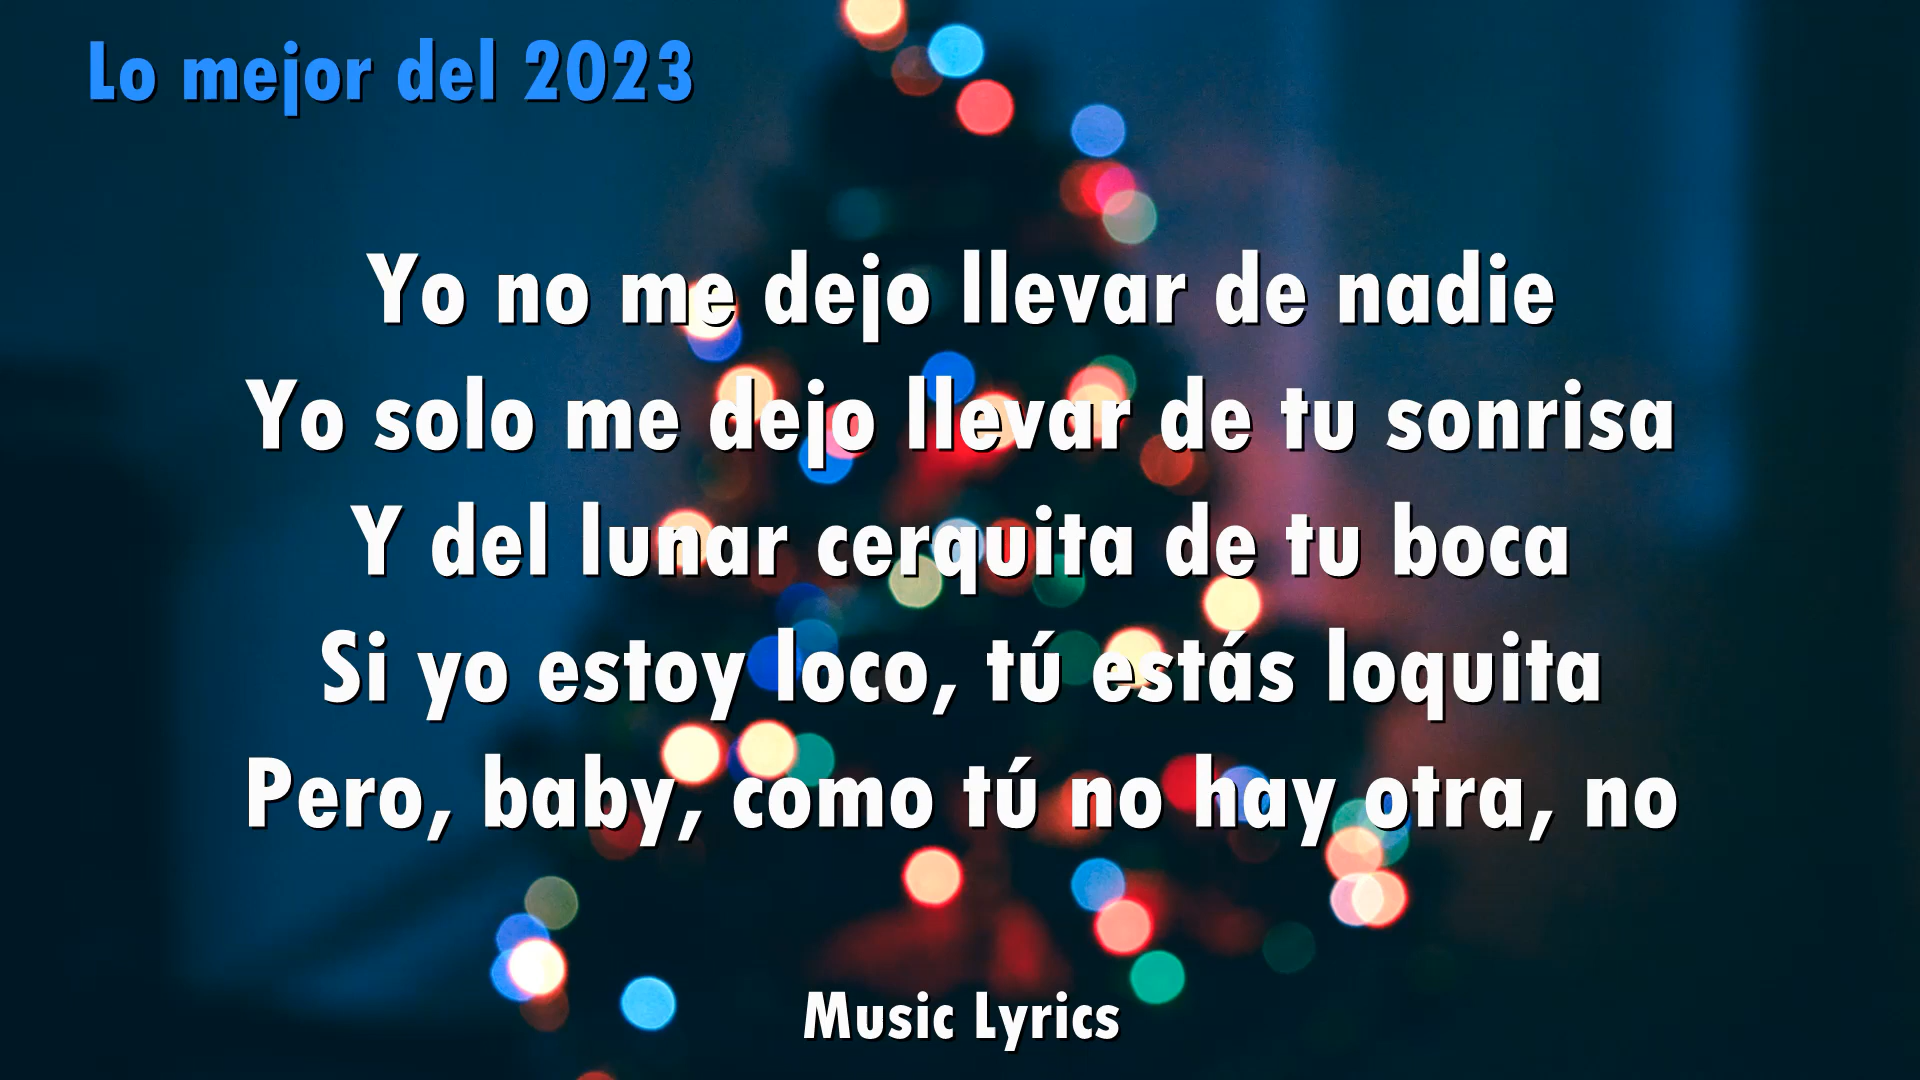 Lo mejor del 2023
Yo no me dejo llevar de nadie
Yo solo me dejo llevar de tu sonrisa
Y del lunar cerquita de tu boca
Si yo estoy loco, tú estás loquita
Pero, baby, como tú no hay otra, no
Music Lyrics